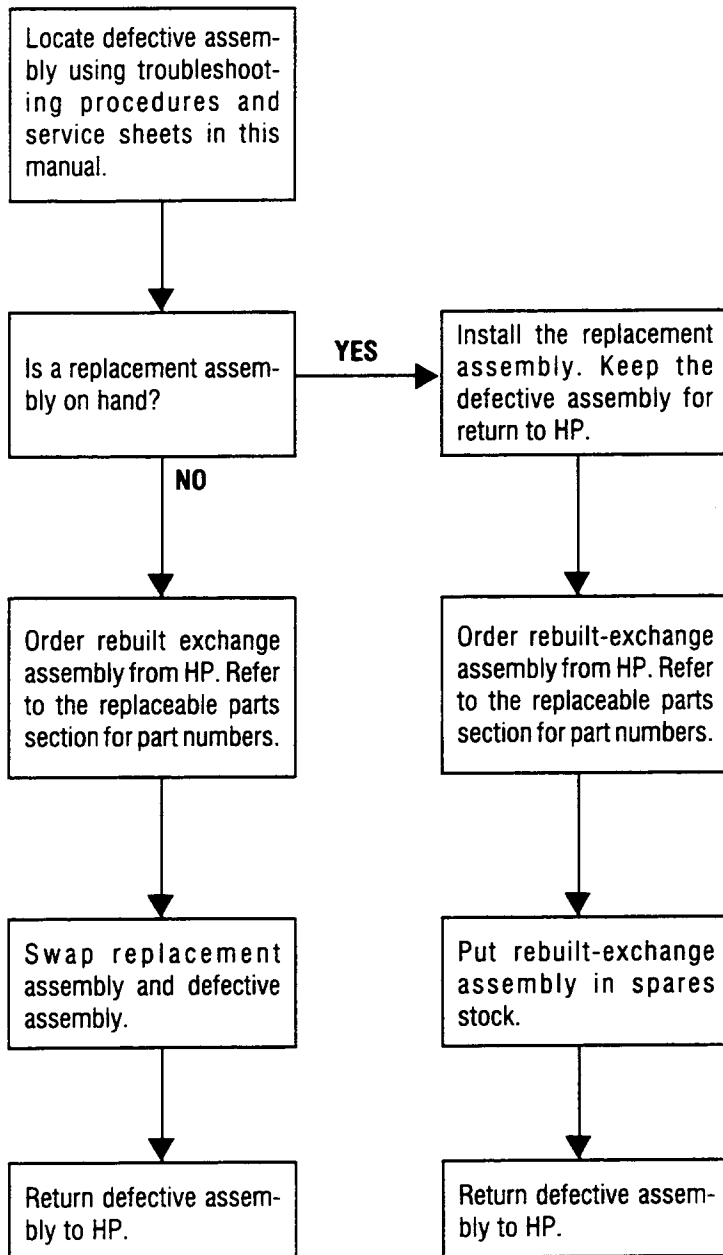 Locate defective assem-
bly using troubleshoot-
ing procedures and
service sheets in this
manual.
Is a replacement assem-
bly on hand?
YES
Install the replacement
assembly. Keep the
defective assembly for
return to HP.
NO
Order rebuilt exchange
assembly from HP. Refer
to the replaceable parts
section for part numbers.
Order rebuilt-exchange
assembly from HP. Refer
to the replaceable parts
section for part numbers.
Swap replacement
assembly and defective
assembly.
Put rebuilt-exchange
assembly in spares
stock.
Return defective assem-
bly to HP.
Return defective assem-
bly to HP.